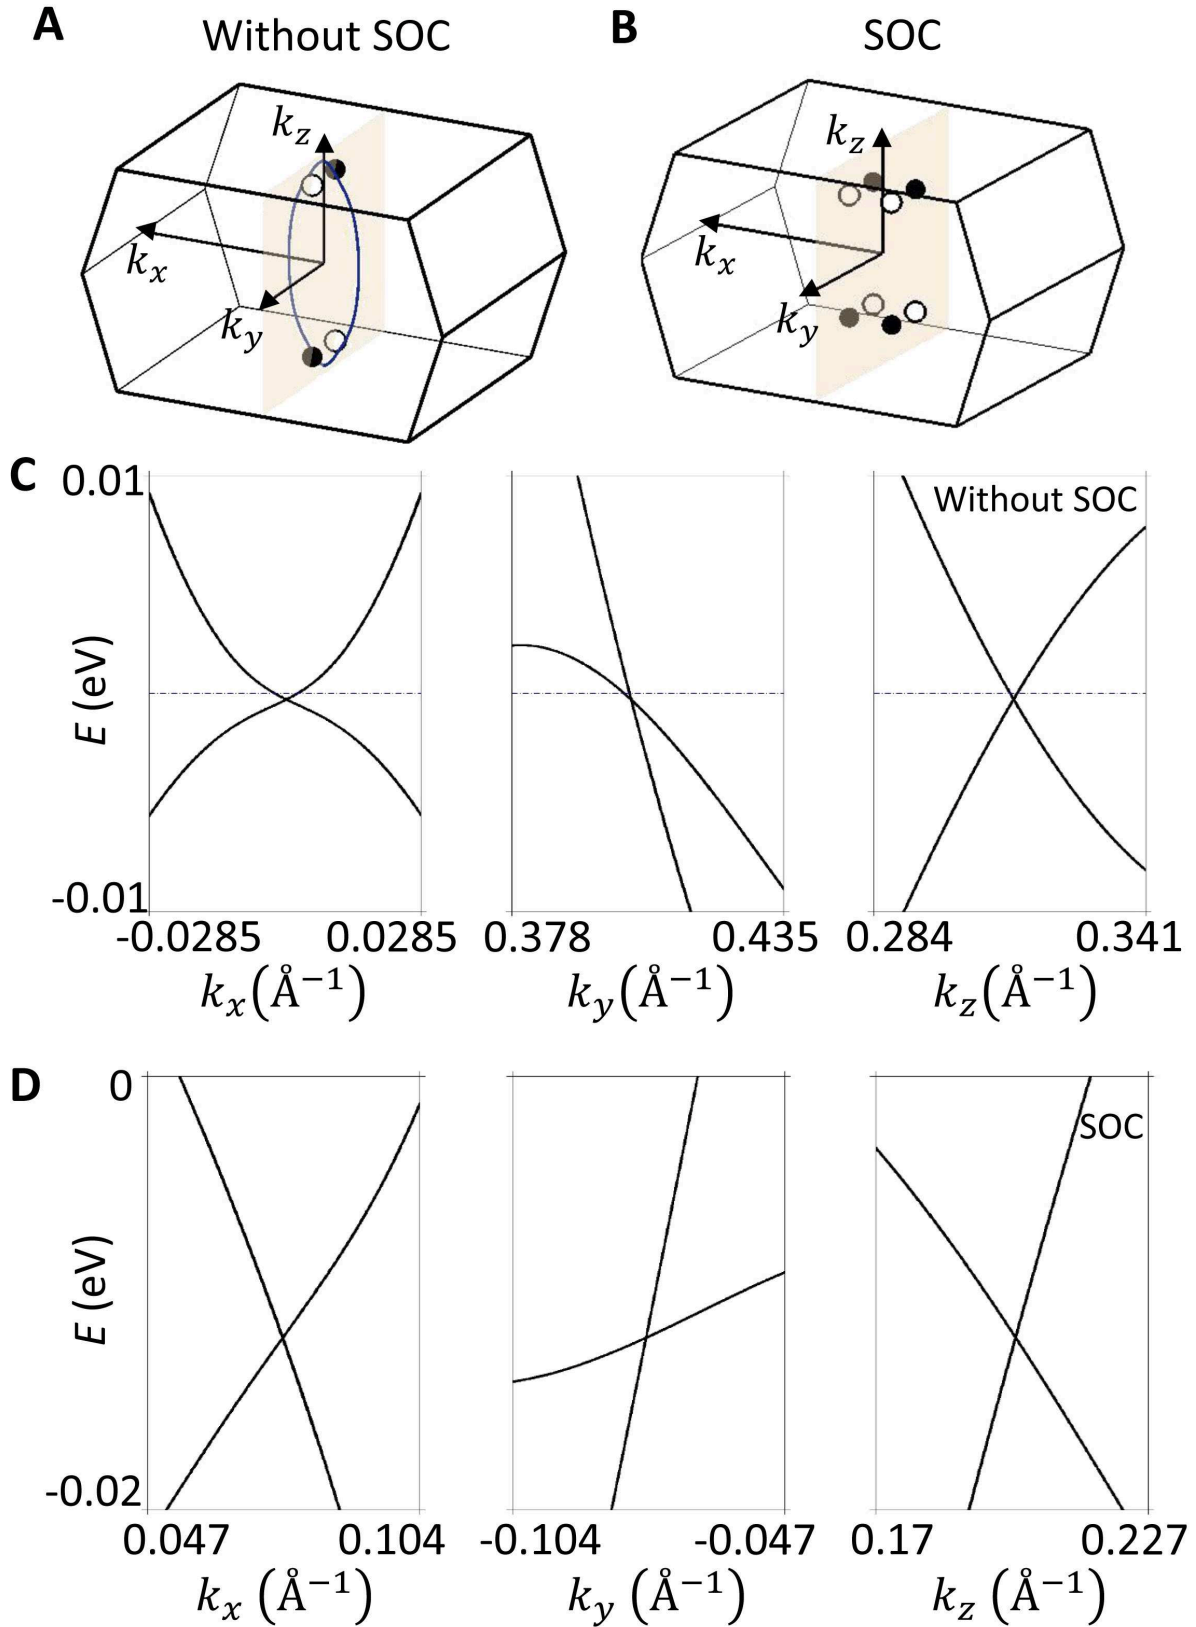 A Without SOC B SOC
k_z k_z
k_x k_x
k_y k_y
C 0.01 Without SOC
E (eV)
-0.01
-0.0285 0.0285 0.378 0.435 0.284 0.341
k_x(Å⁻¹) k_y(Å⁻¹) k_z(Å⁻¹)
D 0 SOC
E (eV)
-0.02
0.047 0.104 -0.104 -0.047 0.17 0.227
k_x (Å⁻¹) k_y (Å⁻¹) k_z (Å⁻¹)